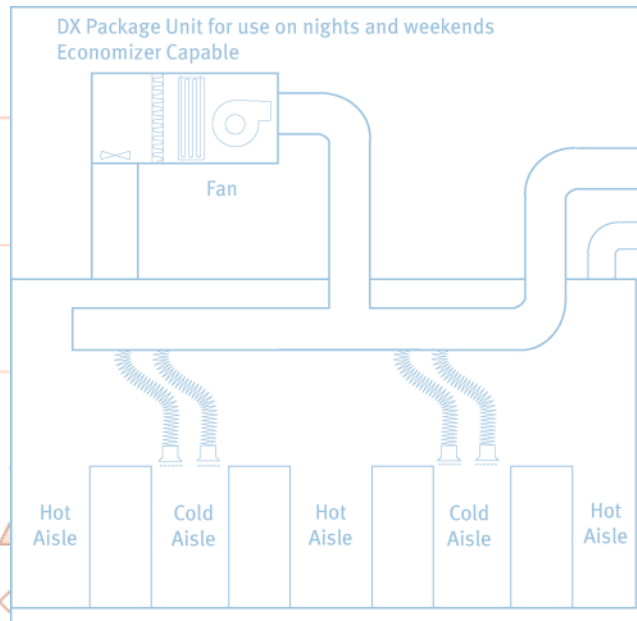 DX Package Unit for use on nights and weekends
Economizer Capable
Fan
Hot
Aisle
Cold
Aisle
Hot
Aisle
Cold
Aisle
Hot
Aisle